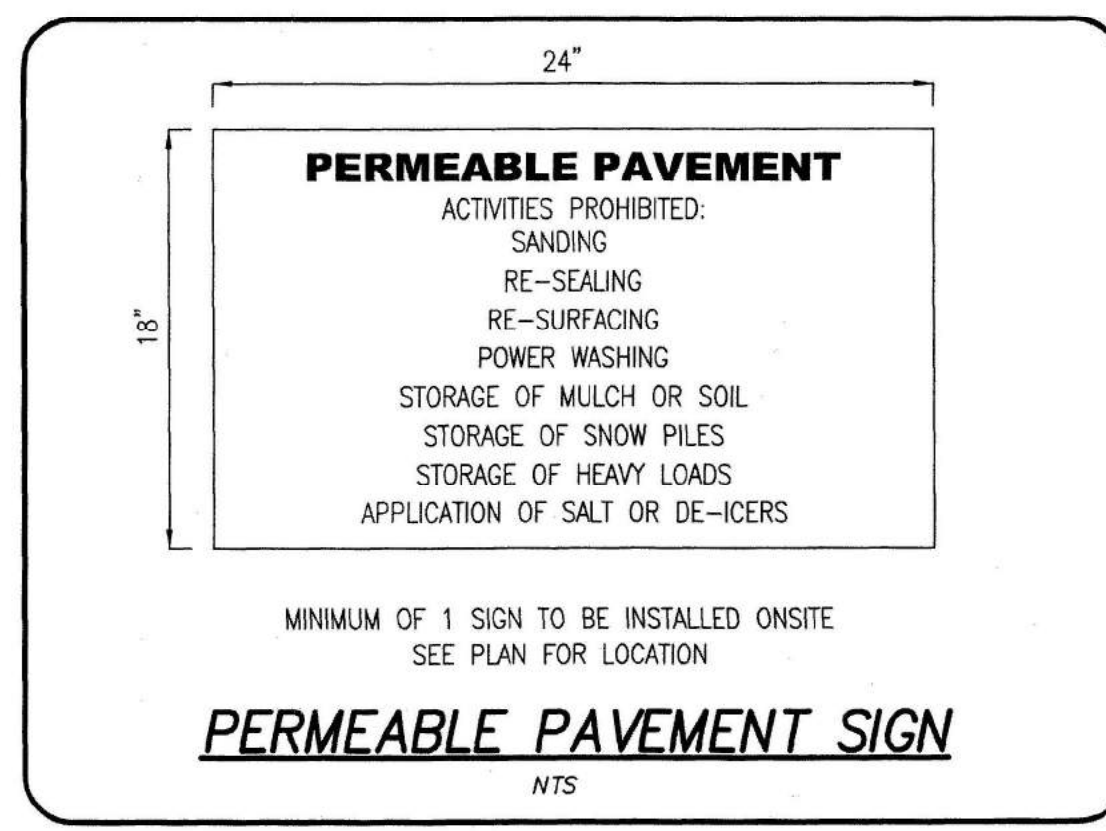 24"
18"
PERMEABLE PAVEMENT
ACTIVITIES PROHIBITED:
SANDING
RE-SEALING
RE-SURFACING
POWER WASHING
STORAGE OF MULCH OR SOIL
STORAGE OF SNOW PILES
STORAGE OF HEAVY LOADS
APPLICATION OF SALT OR DE-ICERS
MINIMUM OF 1 SIGN TO BE INSTALLED ONSITE
SEE PLAN FOR LOCATION
PERMEABLE PAVEMENT SIGN
NTS